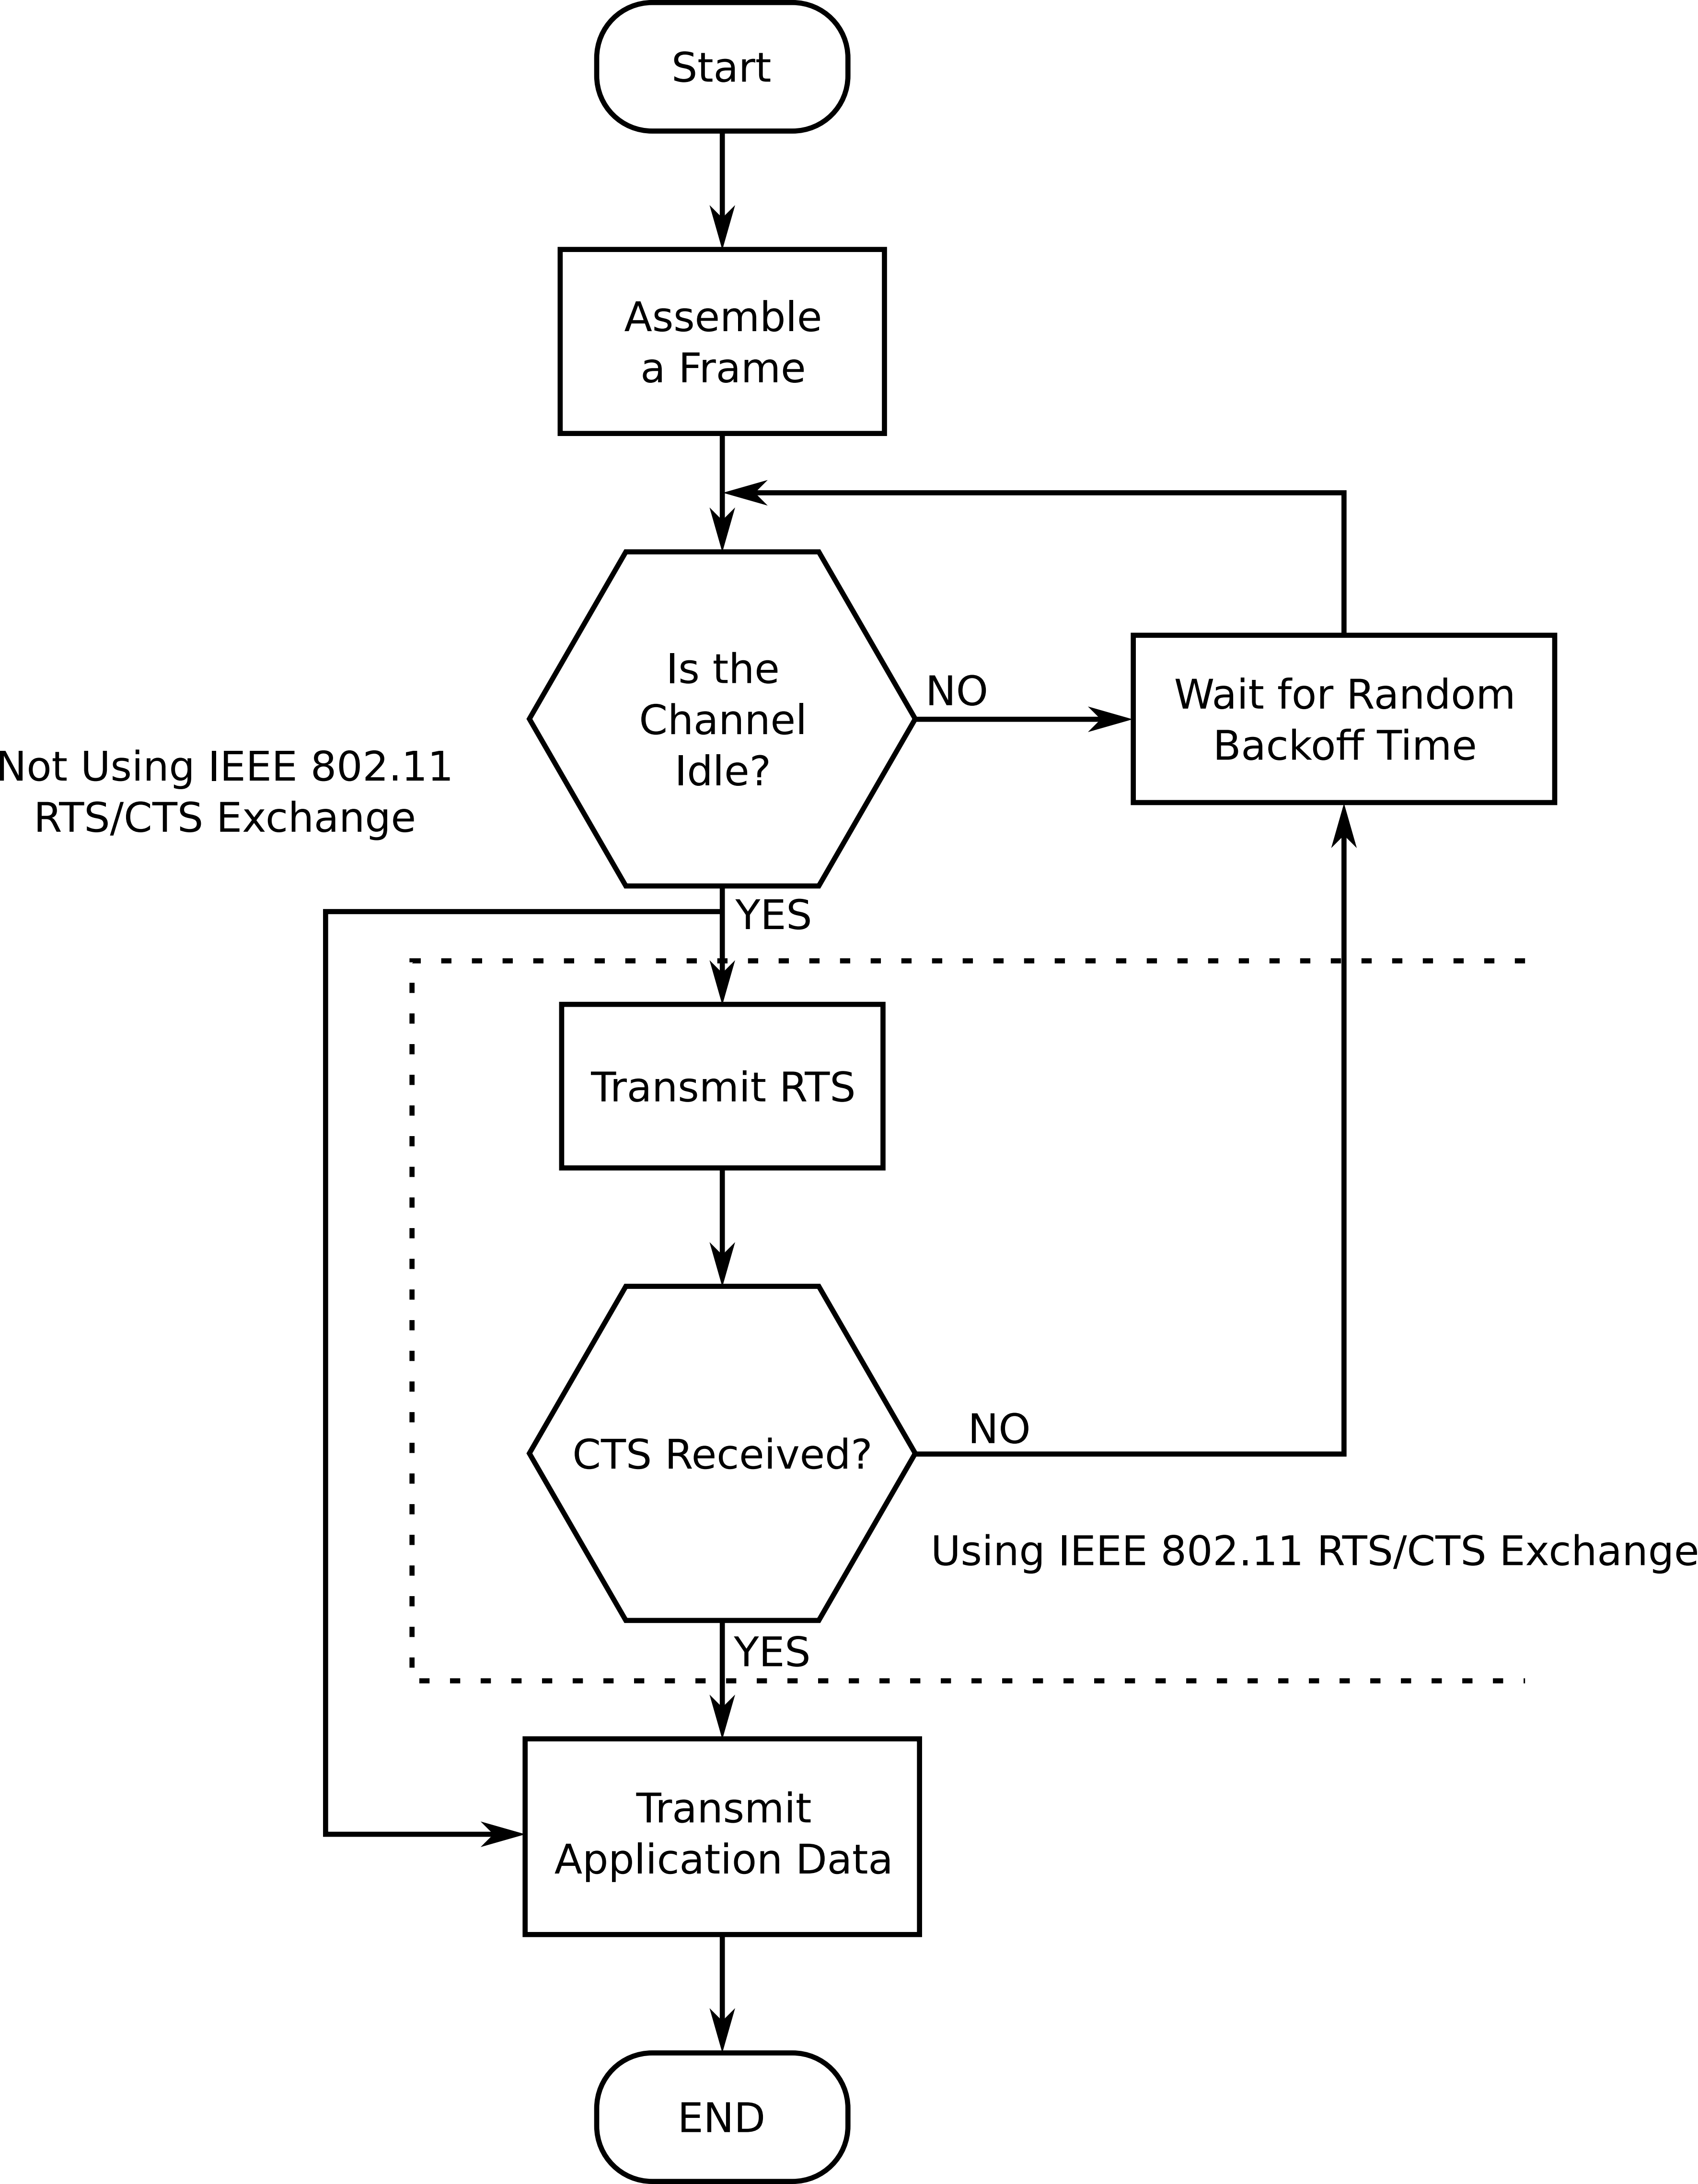 Start
Assemble
a Frame
Is the
Channel
Idle?
NO
Wait for Random
Backoff Time
Not Using IEEE 802.11
RTS/CTS Exchange
YES
Transmit RTS
CTS Received?
NO
Using IEEE 802.11 RTS/CTS Exchange
YES
Transmit
Application Data
END